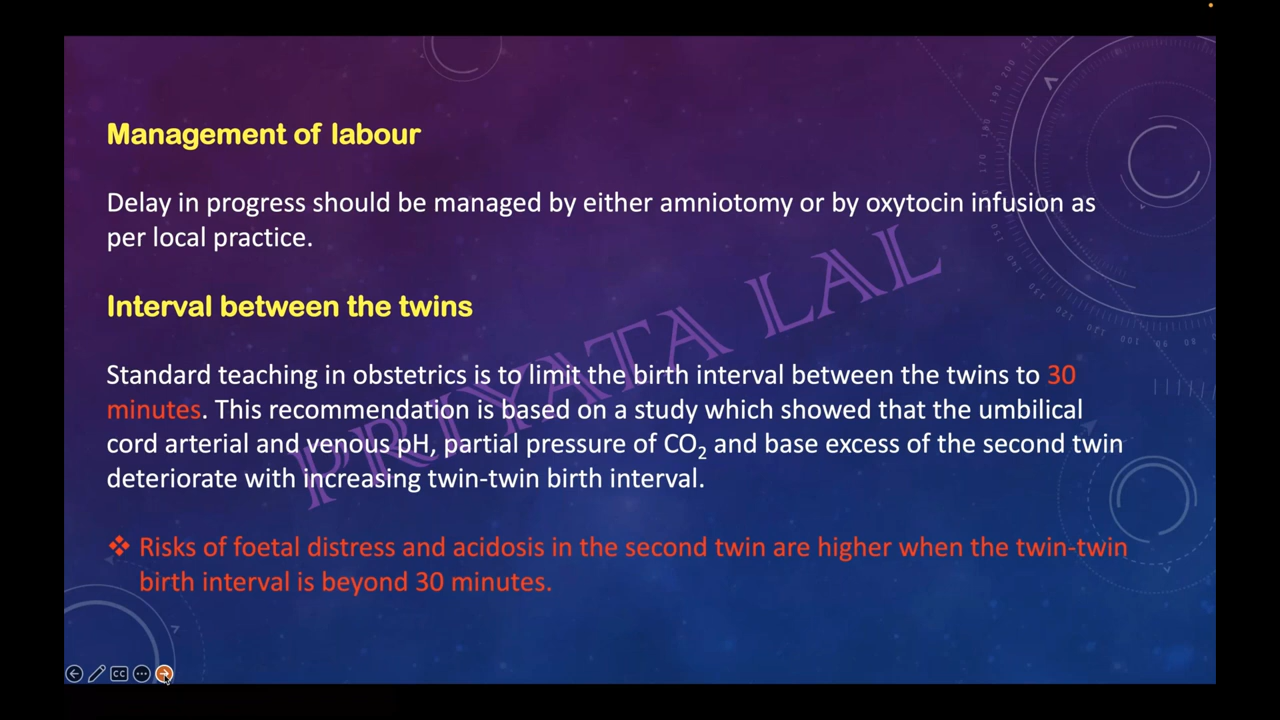 Management of labour
Delay in progress should be managed by either amniotomy or by oxytocin infusion as
per local practice.
Interval between the twins
Standard teaching in obstetrics is to limit the birth interval between the twins to 30
minutes. This recommendation is based on a study which showed that the umbilical
cord arterial and venous pH, partial pressure of CO₂ and base excess of the second twin
deteriorate with increasing twin-twin birth interval.
❖ Risks of foetal distress and acidosis in the second twin are higher when the twin-twin
birth interval is beyond 30 minutes.
PRIYATA LAL
CC